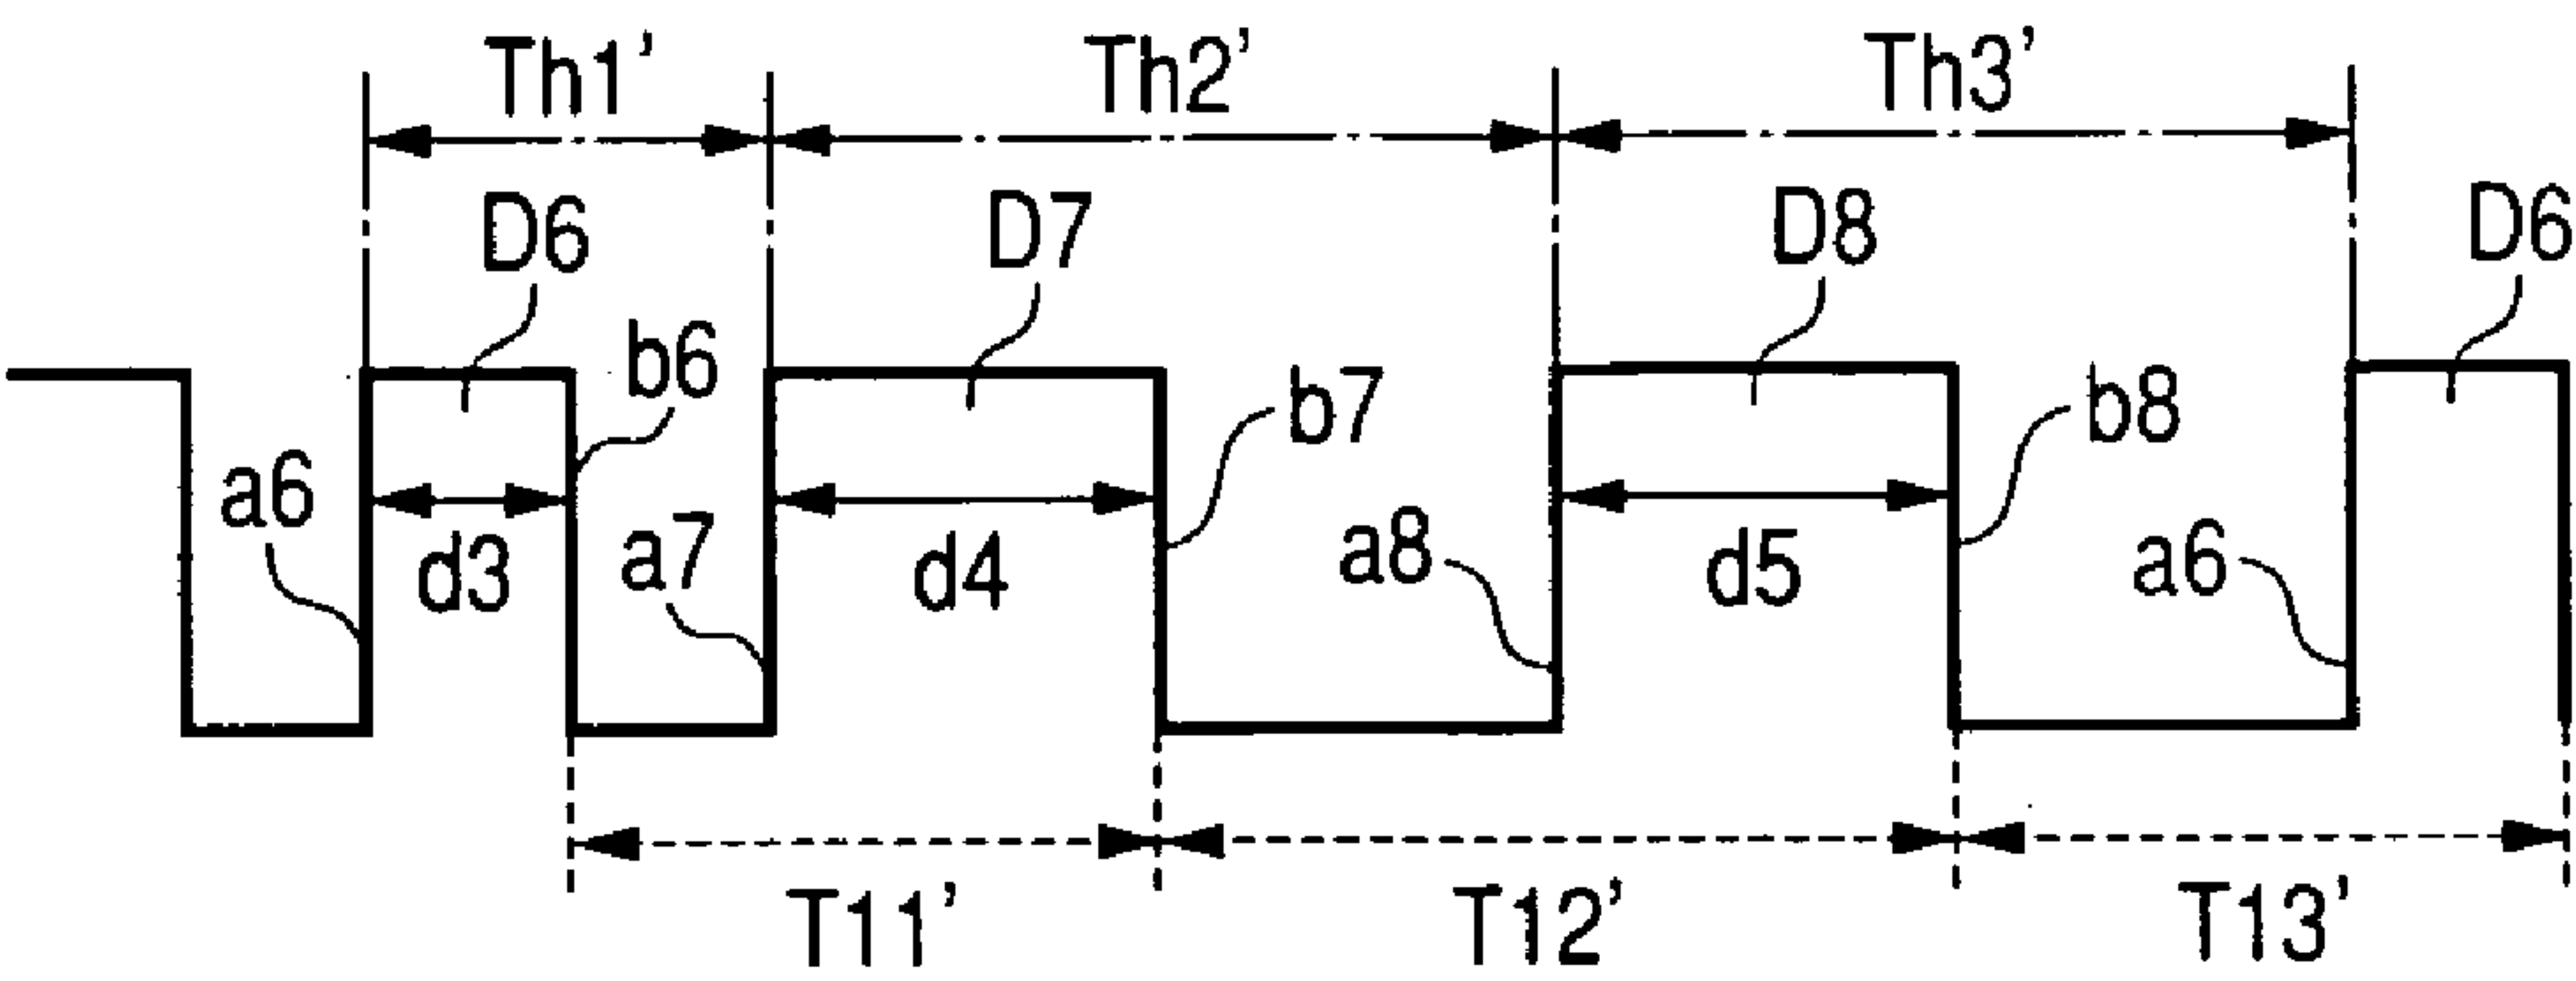 Th1’ Th2’ Th3’
D6 D7 D8 D6
b6 b7 b8
a6 d3 a7 d4 a8 d5 a6
T11’ T12’ T13’